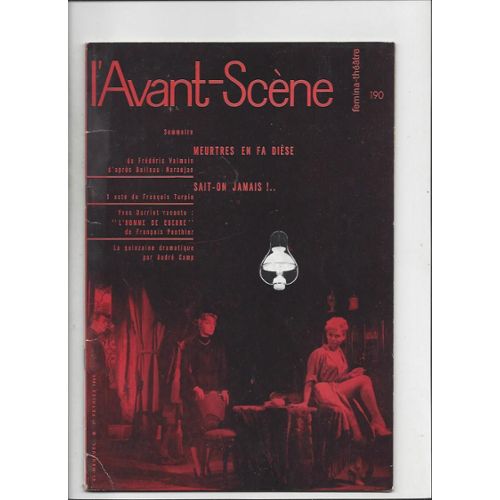 l'Avant-Scène
femina-théâtre
190
Sommaire
MEURTRES EN FA DIÈSE
de Frédéric Valmain
d'après Boileau Narcejac
SAIT-ON JAMAIS !..
1 acte de François Turpin
Yves Darriet raconte :
"L'HOMME DE GUERRE"
de François Ponthier
La quinzaine dramatique
par André Camp